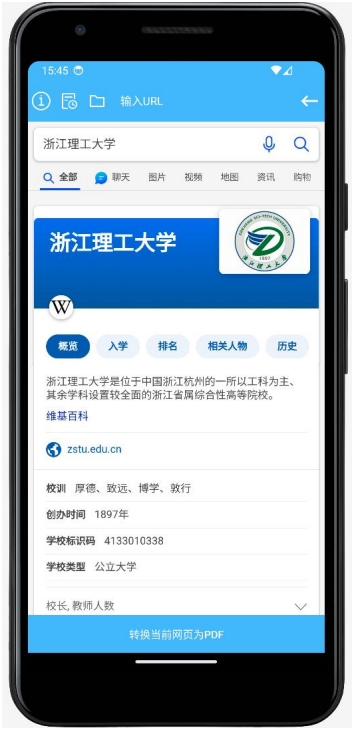 15:45
输入URL
浙江理工大学
全部 聊天 图片 视频 地图 资讯 购物
浙江理工大学
W
概览 入学 排名 相关人物 历史
浙江理工大学是位于中国浙江杭州的一所以工科为主、
其余学科设置较全面的浙江省属综合性高等院校。
维基百科
zstu.edu.cn
校训 厚德、致远、博学、敦行
创办时间 1897年
学校标识码 4133010338
学校类型 公立大学
校长, 教师人数
转换当前网页为PDF